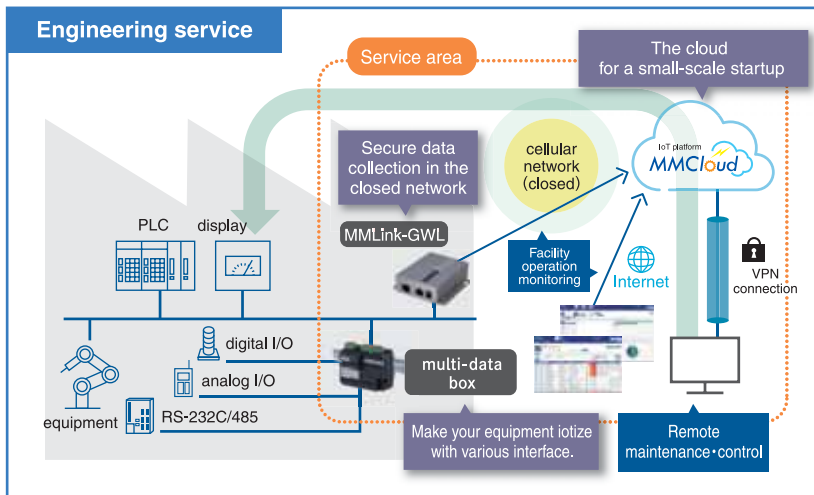 Engineering service
Service area
The cloud
for a small-scale startup
Secure data
collection in the
closed network
cellular
network
(closed)
IoT platform
MMCloud
PLC
display
MMLink-GWL
Facility
operation
monitoring
Internet
VPN
connection
digital I/O
analog I/O
RS-232C/485
equipment
multi-data
box
Make your equipment iotize
with various interface.
Remote
maintenance・control